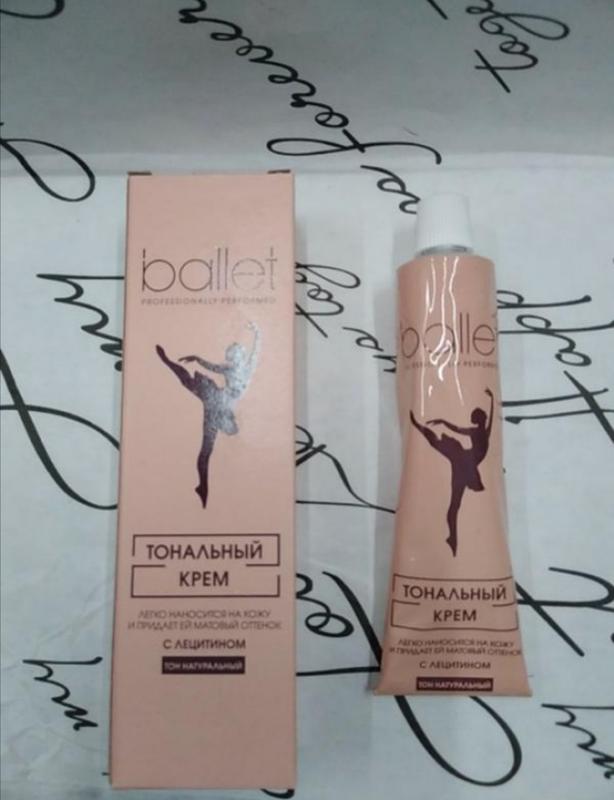 ballet
PROFESSIONALLY PERFORMED
ТОНАЛЬНЫЙ
КРЕМ
ЛЕГКО НАНОСИТСЯ НА КОЖУ
И ПРИДАЕТ ЕЙ МАТОВЫЙ ОТТЕНОК
С ЛЕЦИТИНОМ
ТОН НАТУРАЛЬНЫЙ
ballet
PERFORMED
ТОНАЛЬНЫЙ
КРЕМ
ЛЕГКО НАНОСИТСЯ НА КОЖУ
И ПРИДАЕТ ЕЙ МАТОВЫЙ ОТТЕНОК
С ЛЕЦИТИНОМ
ТОН НАТУРАЛЬНЫЙ
forever